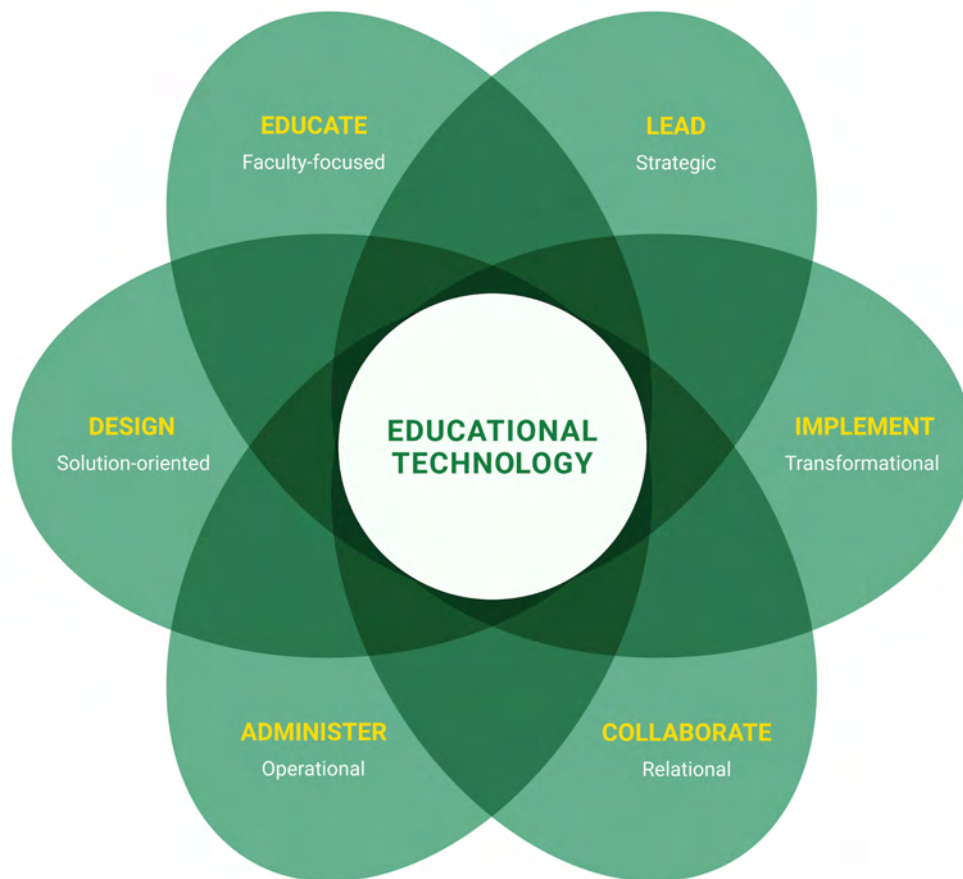 EDUCATE
Faculty-focused
LEAD
Strategic
DESIGN
Solution-oriented
EDUCATIONAL
TECHNOLOGY
IMPLEMENT
Transformational
ADMINISTER
Operational
COLLABORATE
Relational